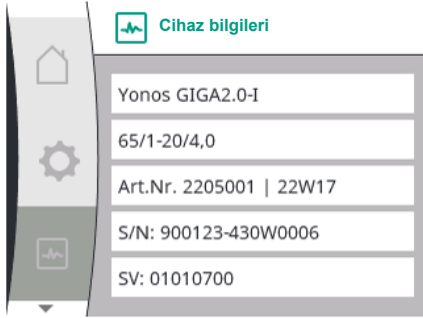 Cihaz bilgileri
Yonos GIGA2.0-I
65/1-20/4,0
Art.Nr. 2205001 | 22W17
S/N: 900123-430W0006
SV: 01010700